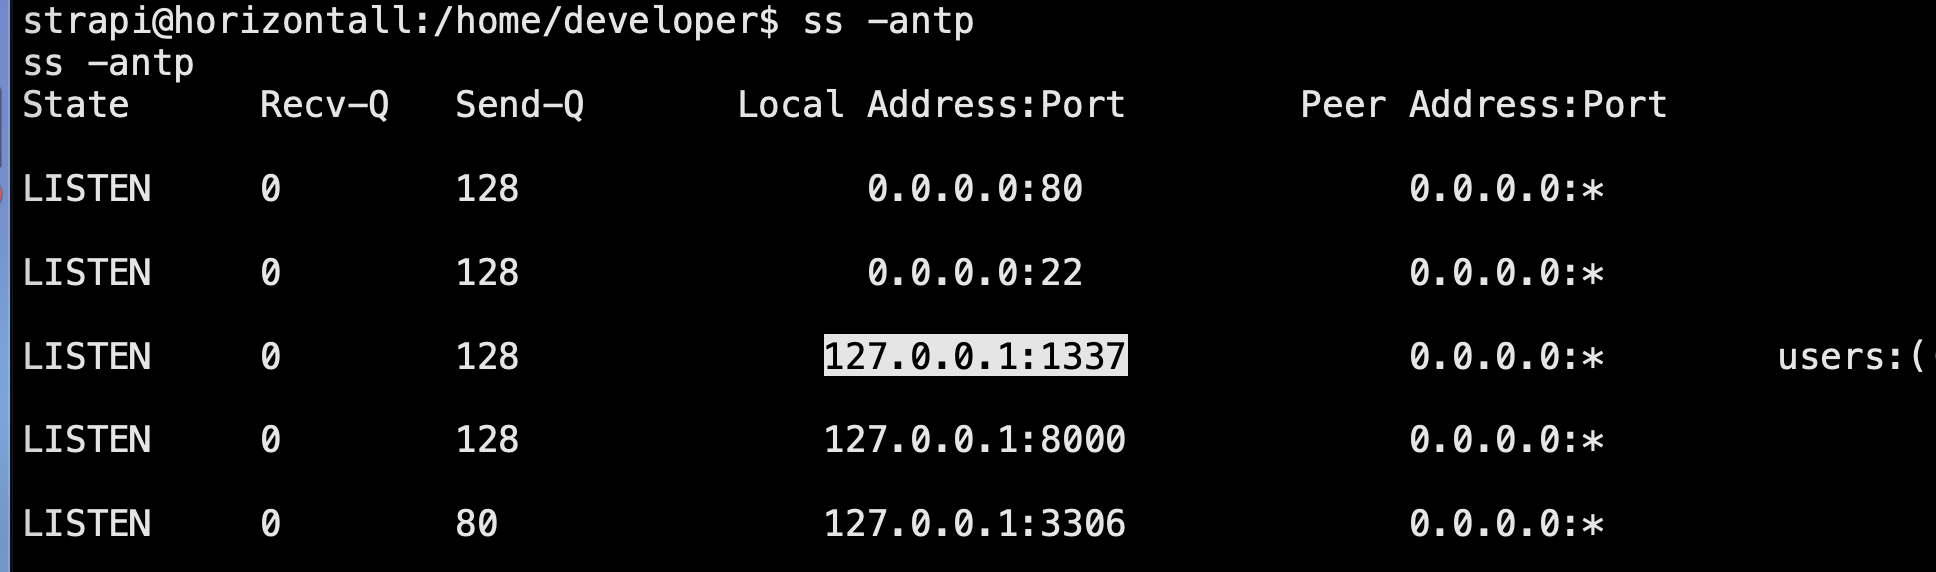 strapi@horizontall:/home/developer$ ss -antp
ss -antp
State Recv-Q Send-Q Local Address:Port Peer Address:Port
LISTEN 0 128 0.0.0.0:80 0.0.0.0:*
LISTEN 0 128 0.0.0.0:22 0.0.0.0:*
LISTEN 0 128 127.0.0.1:1337 0.0.0.0:* users:(
LISTEN 0 128 127.0.0.1:8000 0.0.0.0:*
LISTEN 0 80 127.0.0.1:3306 0.0.0.0:*